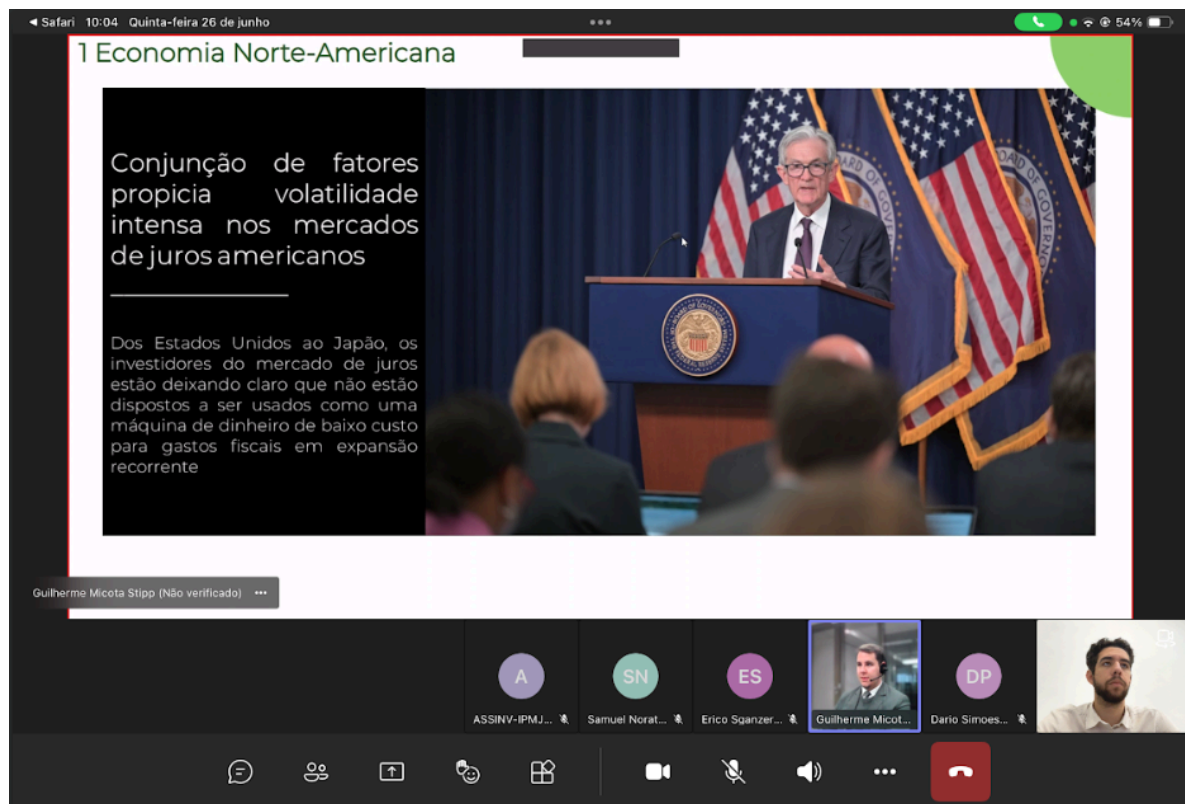 Safari 10:04 Quinta-feira 26 de junho
54%
1 Economia Norte-Americana
Conjunção de fatores
propicia volatilidade
intensa nos mercados
de juros americanos
Dos Estados Unidos ao Japão, os
investidores do mercado de juros
estão deixando claro que não estão
dispostos a ser usados como uma
máquina de dinheiro de baixo custo
para gastos fiscais em expansão
recorrente
Guilherme Micota Stipp (Não verificado) •••
A
SN
ES
DP
ASSINV-IPMJ...
Samuel Norat...
Erico Sganzer...
Guilherme Micot...
Dario Simoes...